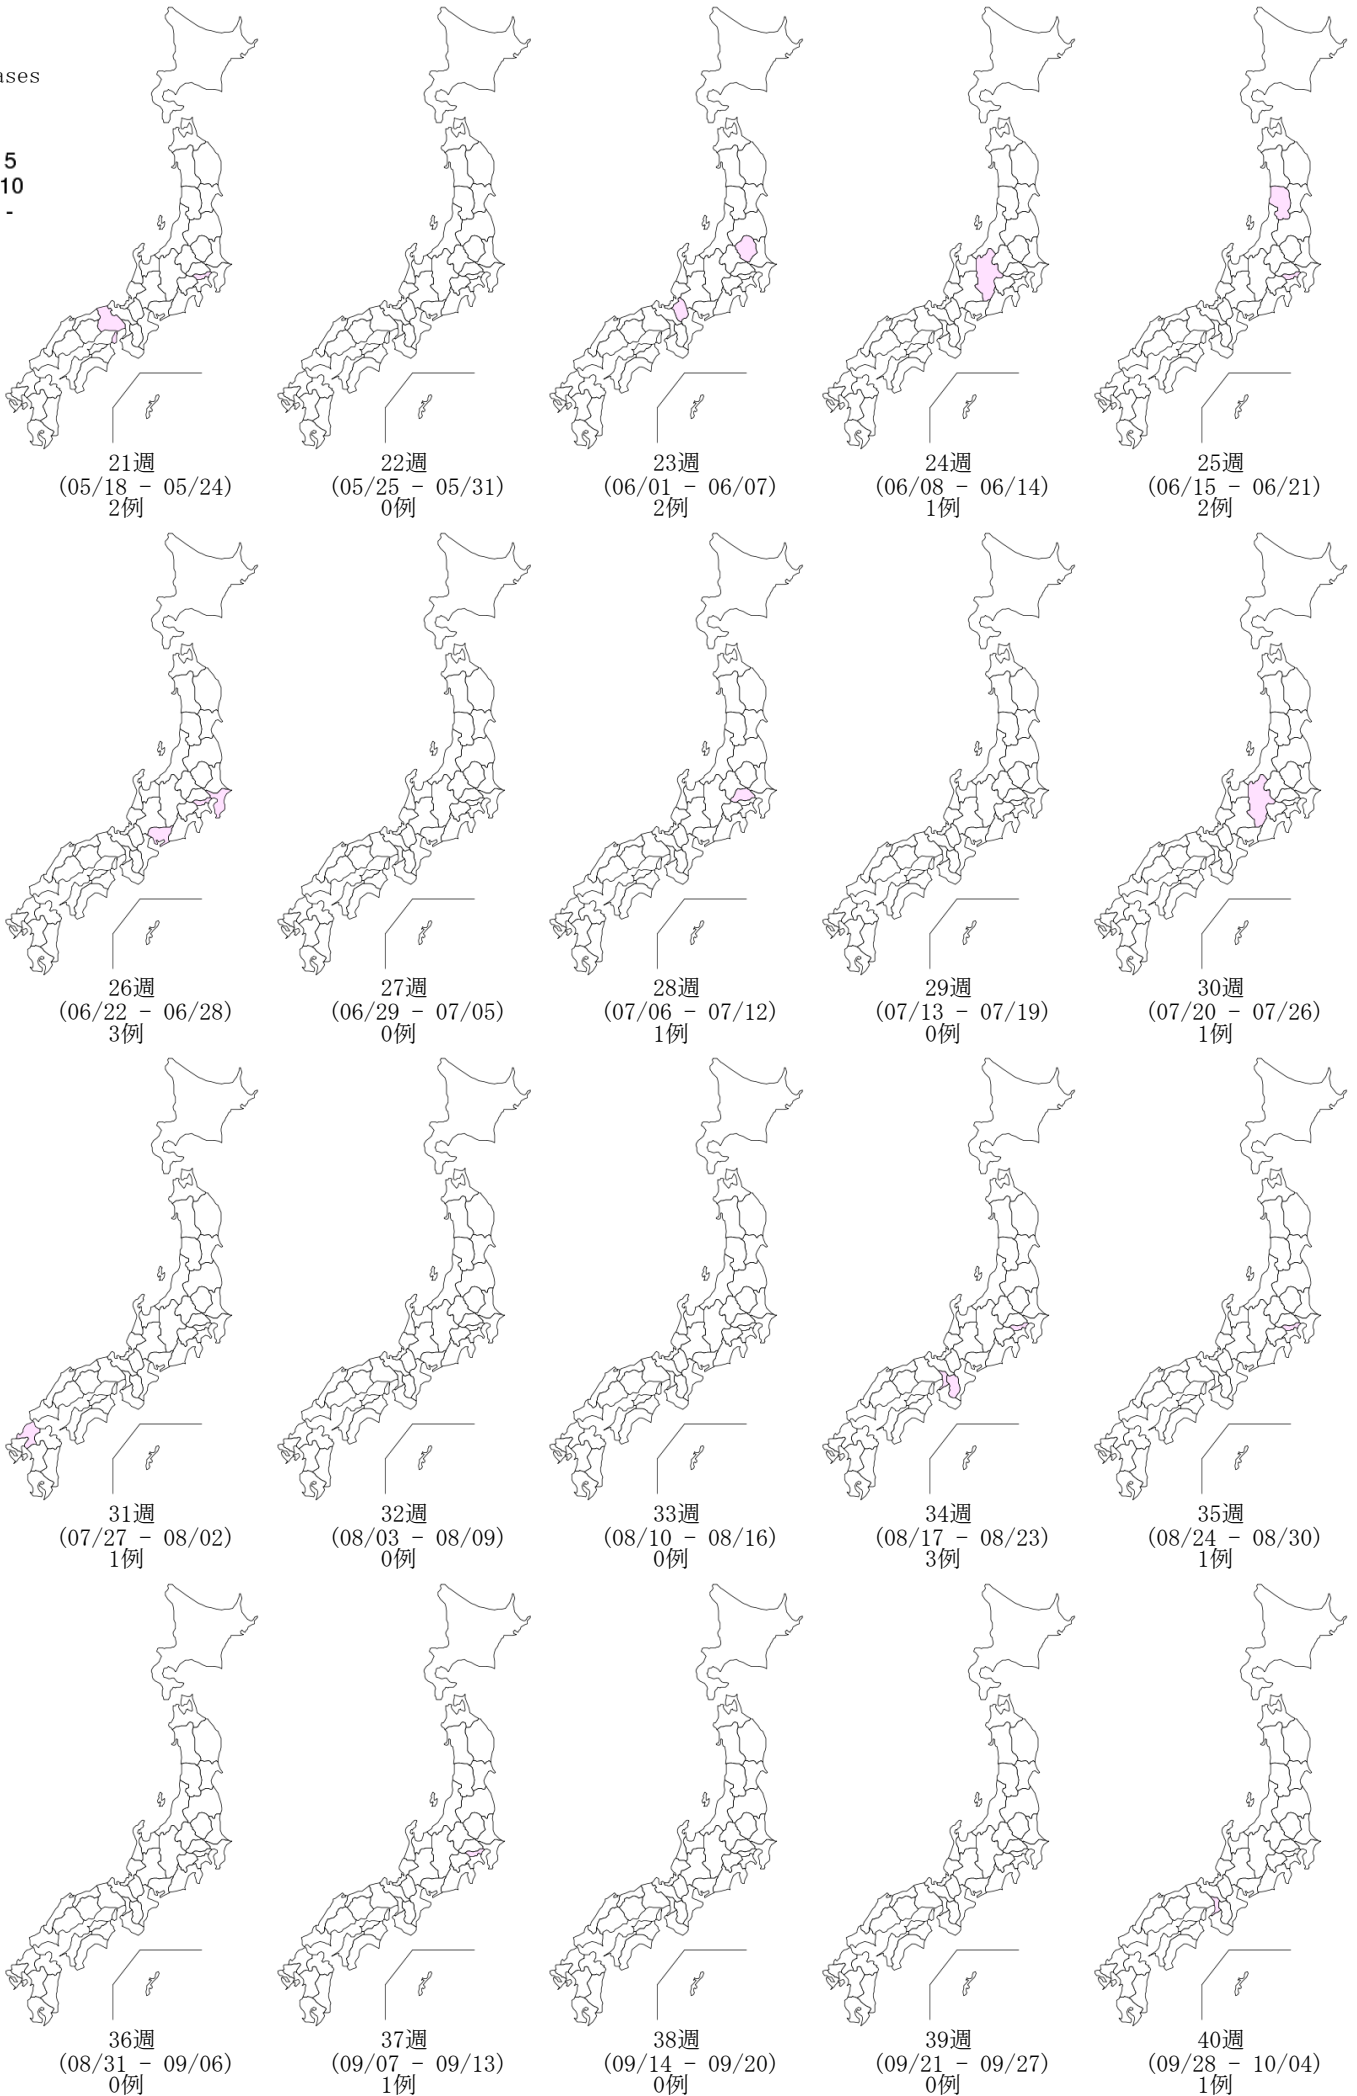 ases
5
10
-
21週
(05/18 - 05/24)
2例
22週
(05/25 - 05/31)
0例
23週
(06/01 - 06/07)
2例
24週
(06/08 - 06/14)
1例
25週
(06/15 - 06/21)
2例
26週
(06/22 - 06/28)
3例
27週
(06/29 - 07/05)
0例
28週
(07/06 - 07/12)
1例
29週
(07/13 - 07/19)
0例
30週
(07/20 - 07/26)
1例
31週
(07/27 - 08/02)
1例
32週
(08/03 - 08/09)
0例
33週
(08/10 - 08/16)
0例
34週
(08/17 - 08/23)
3例
35週
(08/24 - 08/30)
1例
36週
(08/31 - 09/06)
0例
37週
(09/07 - 09/13)
1例
38週
(09/14 - 09/20)
0例
39週
(09/21 - 09/27)
0例
40週
(09/28 - 10/04)
1例